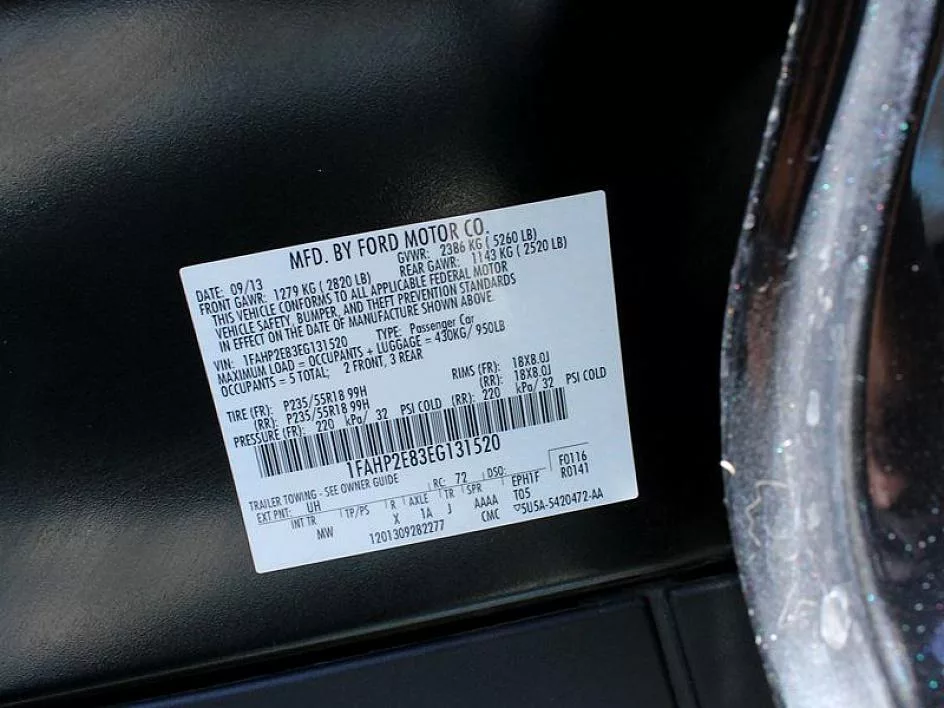 MFD. BY FORD MOTOR CO.
DATE: 09/13 GVWR: 2386 KG ( 5260 LB)
FRONT GAWR: 1279 KG ( 2820 LB) REAR GAWR: 1143 KG ( 2520 LB)
THIS VEHICLE CONFORMS TO ALL APPLICABLE FEDERAL MOTOR
VEHICLE SAFETY, BUMPER, AND THEFT PREVENTION STANDARDS
IN EFFECT ON THE DATE OF MANUFACTURE SHOWN ABOVE.
VIN: 1FAHP2E83EG131520 TYPE: Passenger Car
MAXIMUM LOAD = OCCUPANTS + LUGGAGE = 430KG/ 950LB
OCCUPANTS = 5 TOTAL; 2 FRONT, 3 REAR
TIRE (FR): P235/55R18 99H RIMS (FR): 18X8.0J
(RR): P235/55R18 99H (RR): 18X8.0J
PRESSURE (FR): 220 kPa/ 32 PSI COLD (RR): 220 kPa/ 32 PSI COLD
1FAHP2E83EG131520
TRAILER TOWING - SEE OWNER GUIDE F0116
EXT PNT: UH RC: 72 DSO: EPHTF R0141
INT TR TP/PS R AXLE TR SPR T05
MW X 1A J AAAA
1201309282277 CMC 5U5A-5420472-AA